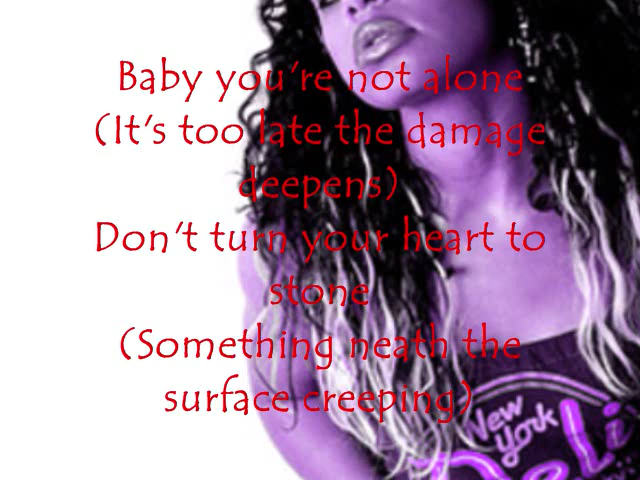 Baby you're not alone
(It's too late the damage
deepens)
Don't turn your heart to
stone
(Something neath the
surface creeping)
New
York
Deli